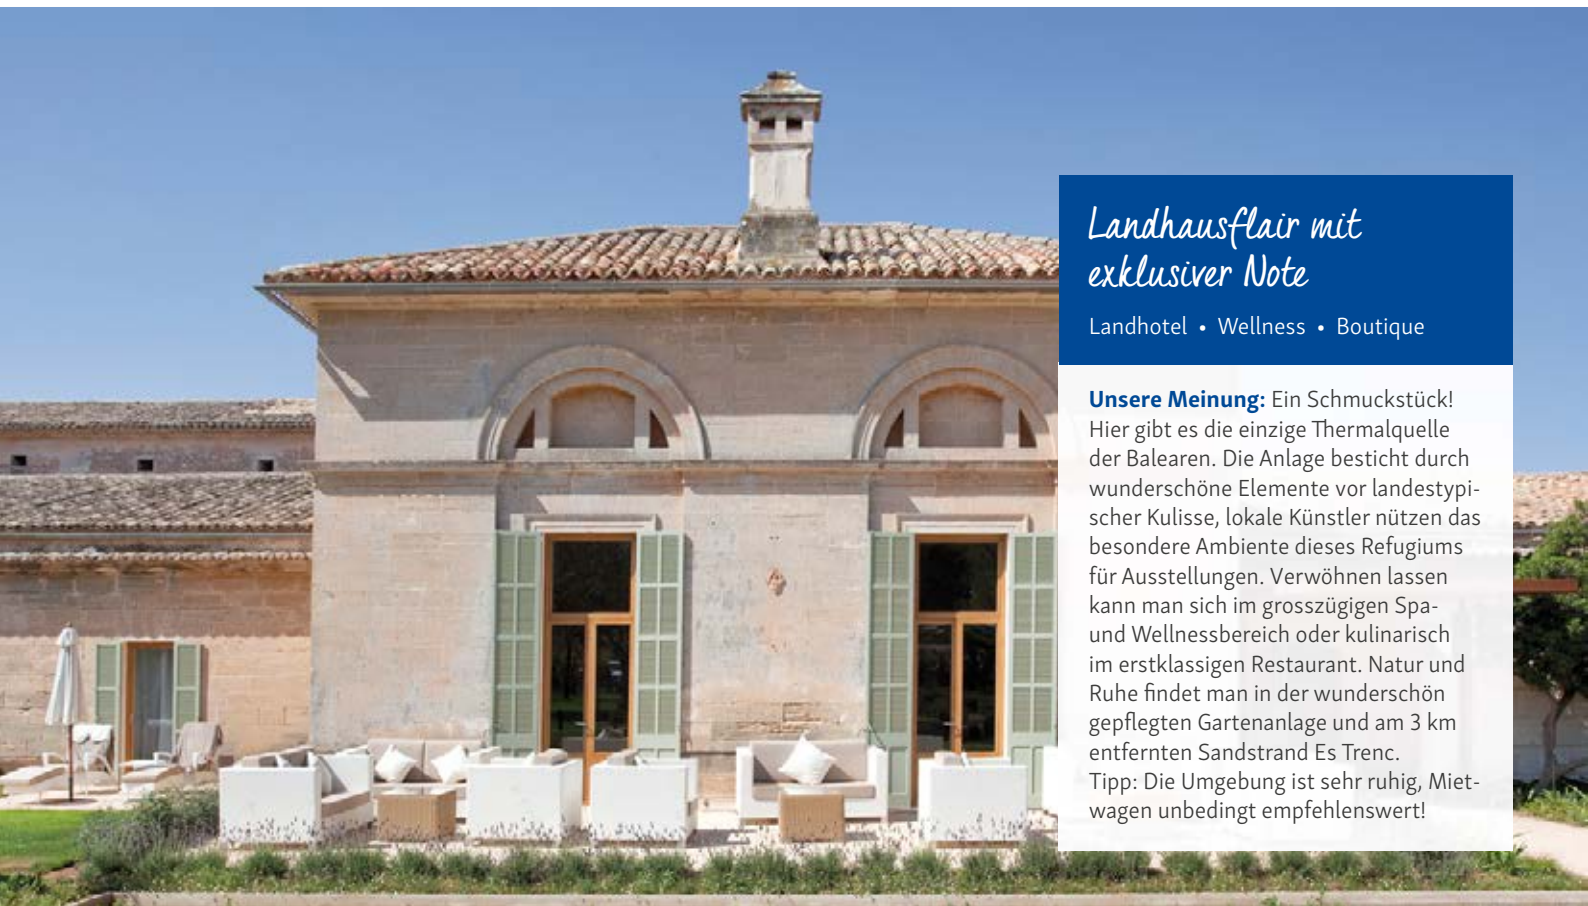 Landhausflair mit
exklusiver Note
Landhotel • Wellness • Boutique
Unsere Meinung: Ein Schmuckstück!
Hier gibt es die einzige Thermalquelle
der Balearen. Die Anlage besticht durch
wunderschöne Elemente vor landestypi-
scher Kulisse, lokale Künstler nützen das
besondere Ambiente dieses Refugiums
für Ausstellungen. Verwöhnen lassen
kann man sich im grosszügigen Spa-
und Wellnessbereich oder kulinarisch
im erstklassigen Restaurant. Natur und
Ruhe findet man in der wunderschön
gepflegten Gartenanlage und am 3 km
entfernten Sandstrand Es Trenc.
Tipp: Die Umgebung ist sehr ruhig, Miet-
wagen unbedingt empfehlenswert!